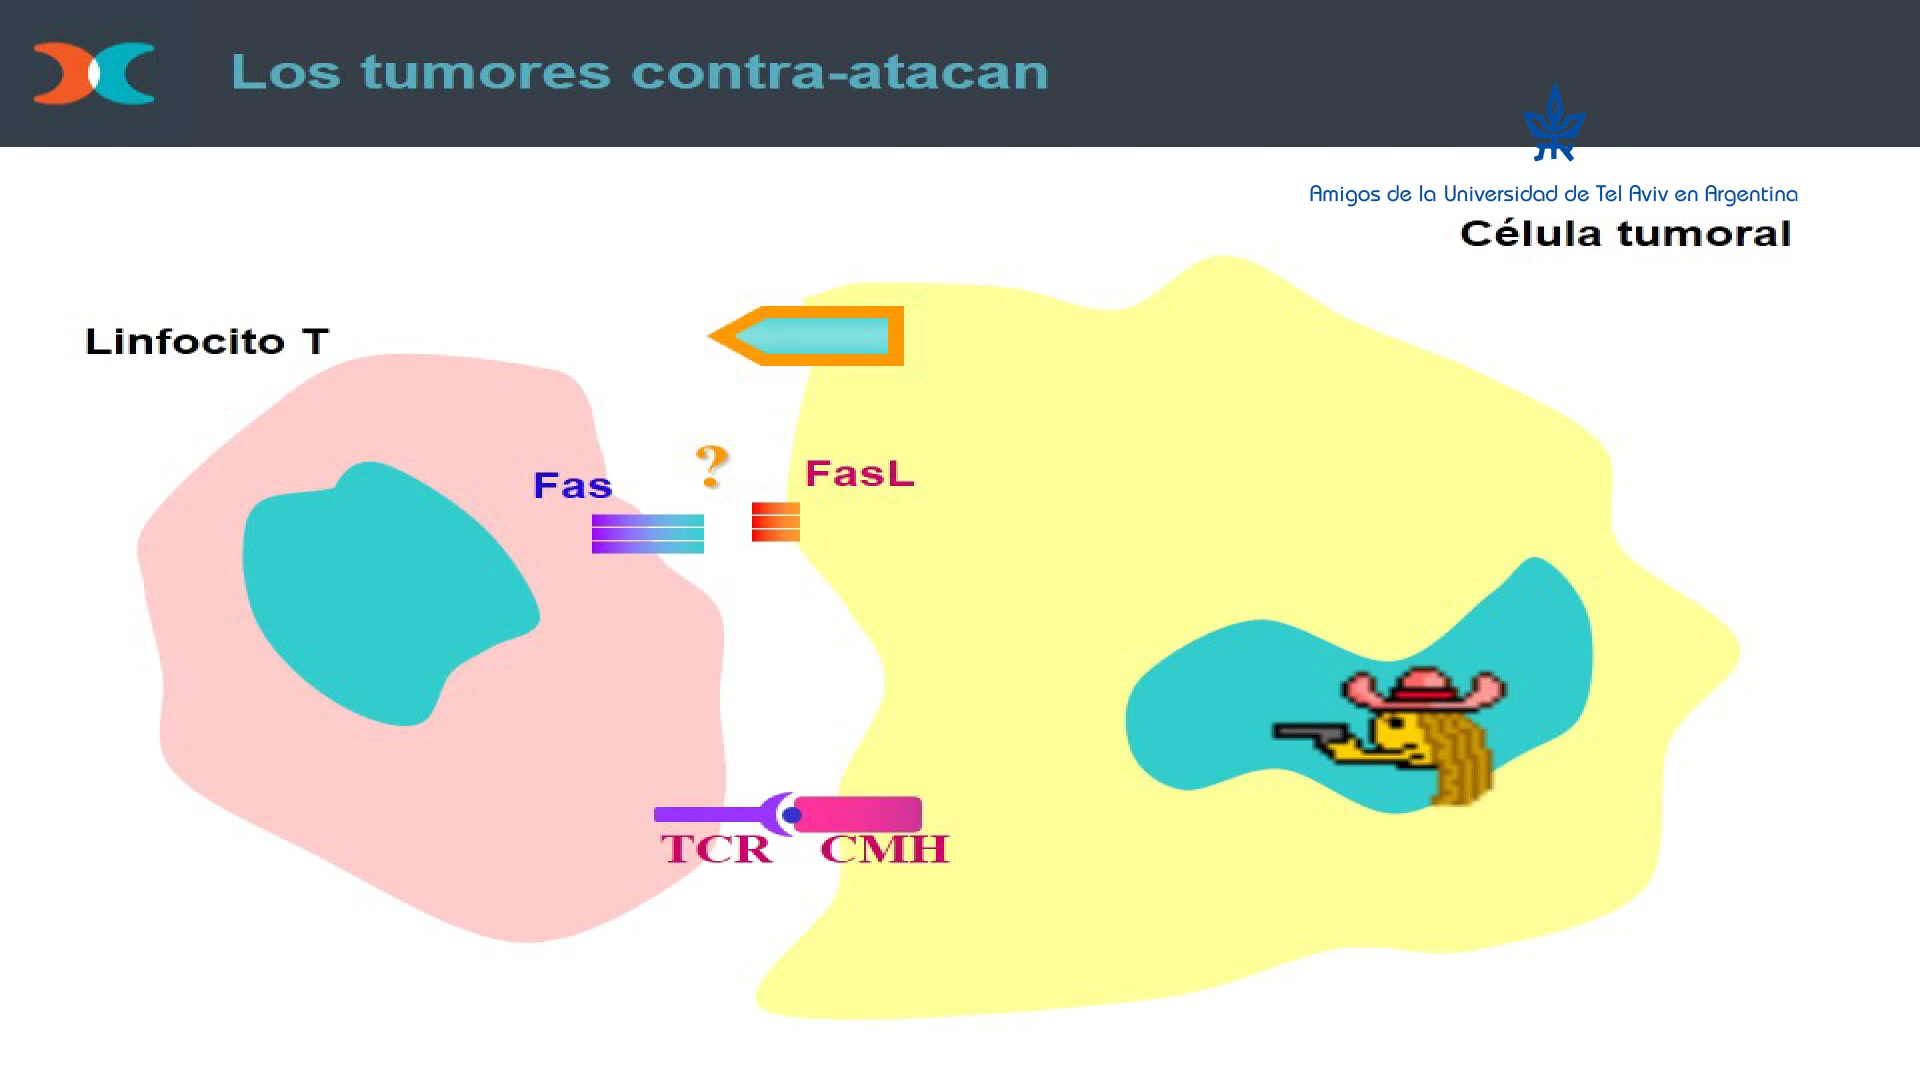 Los tumores contra-atacan
Amigos de la Universidad de Tel Aviv en Argentina
Célula tumoral
Linfocito T
?
Fas
FasL
TCR CMH